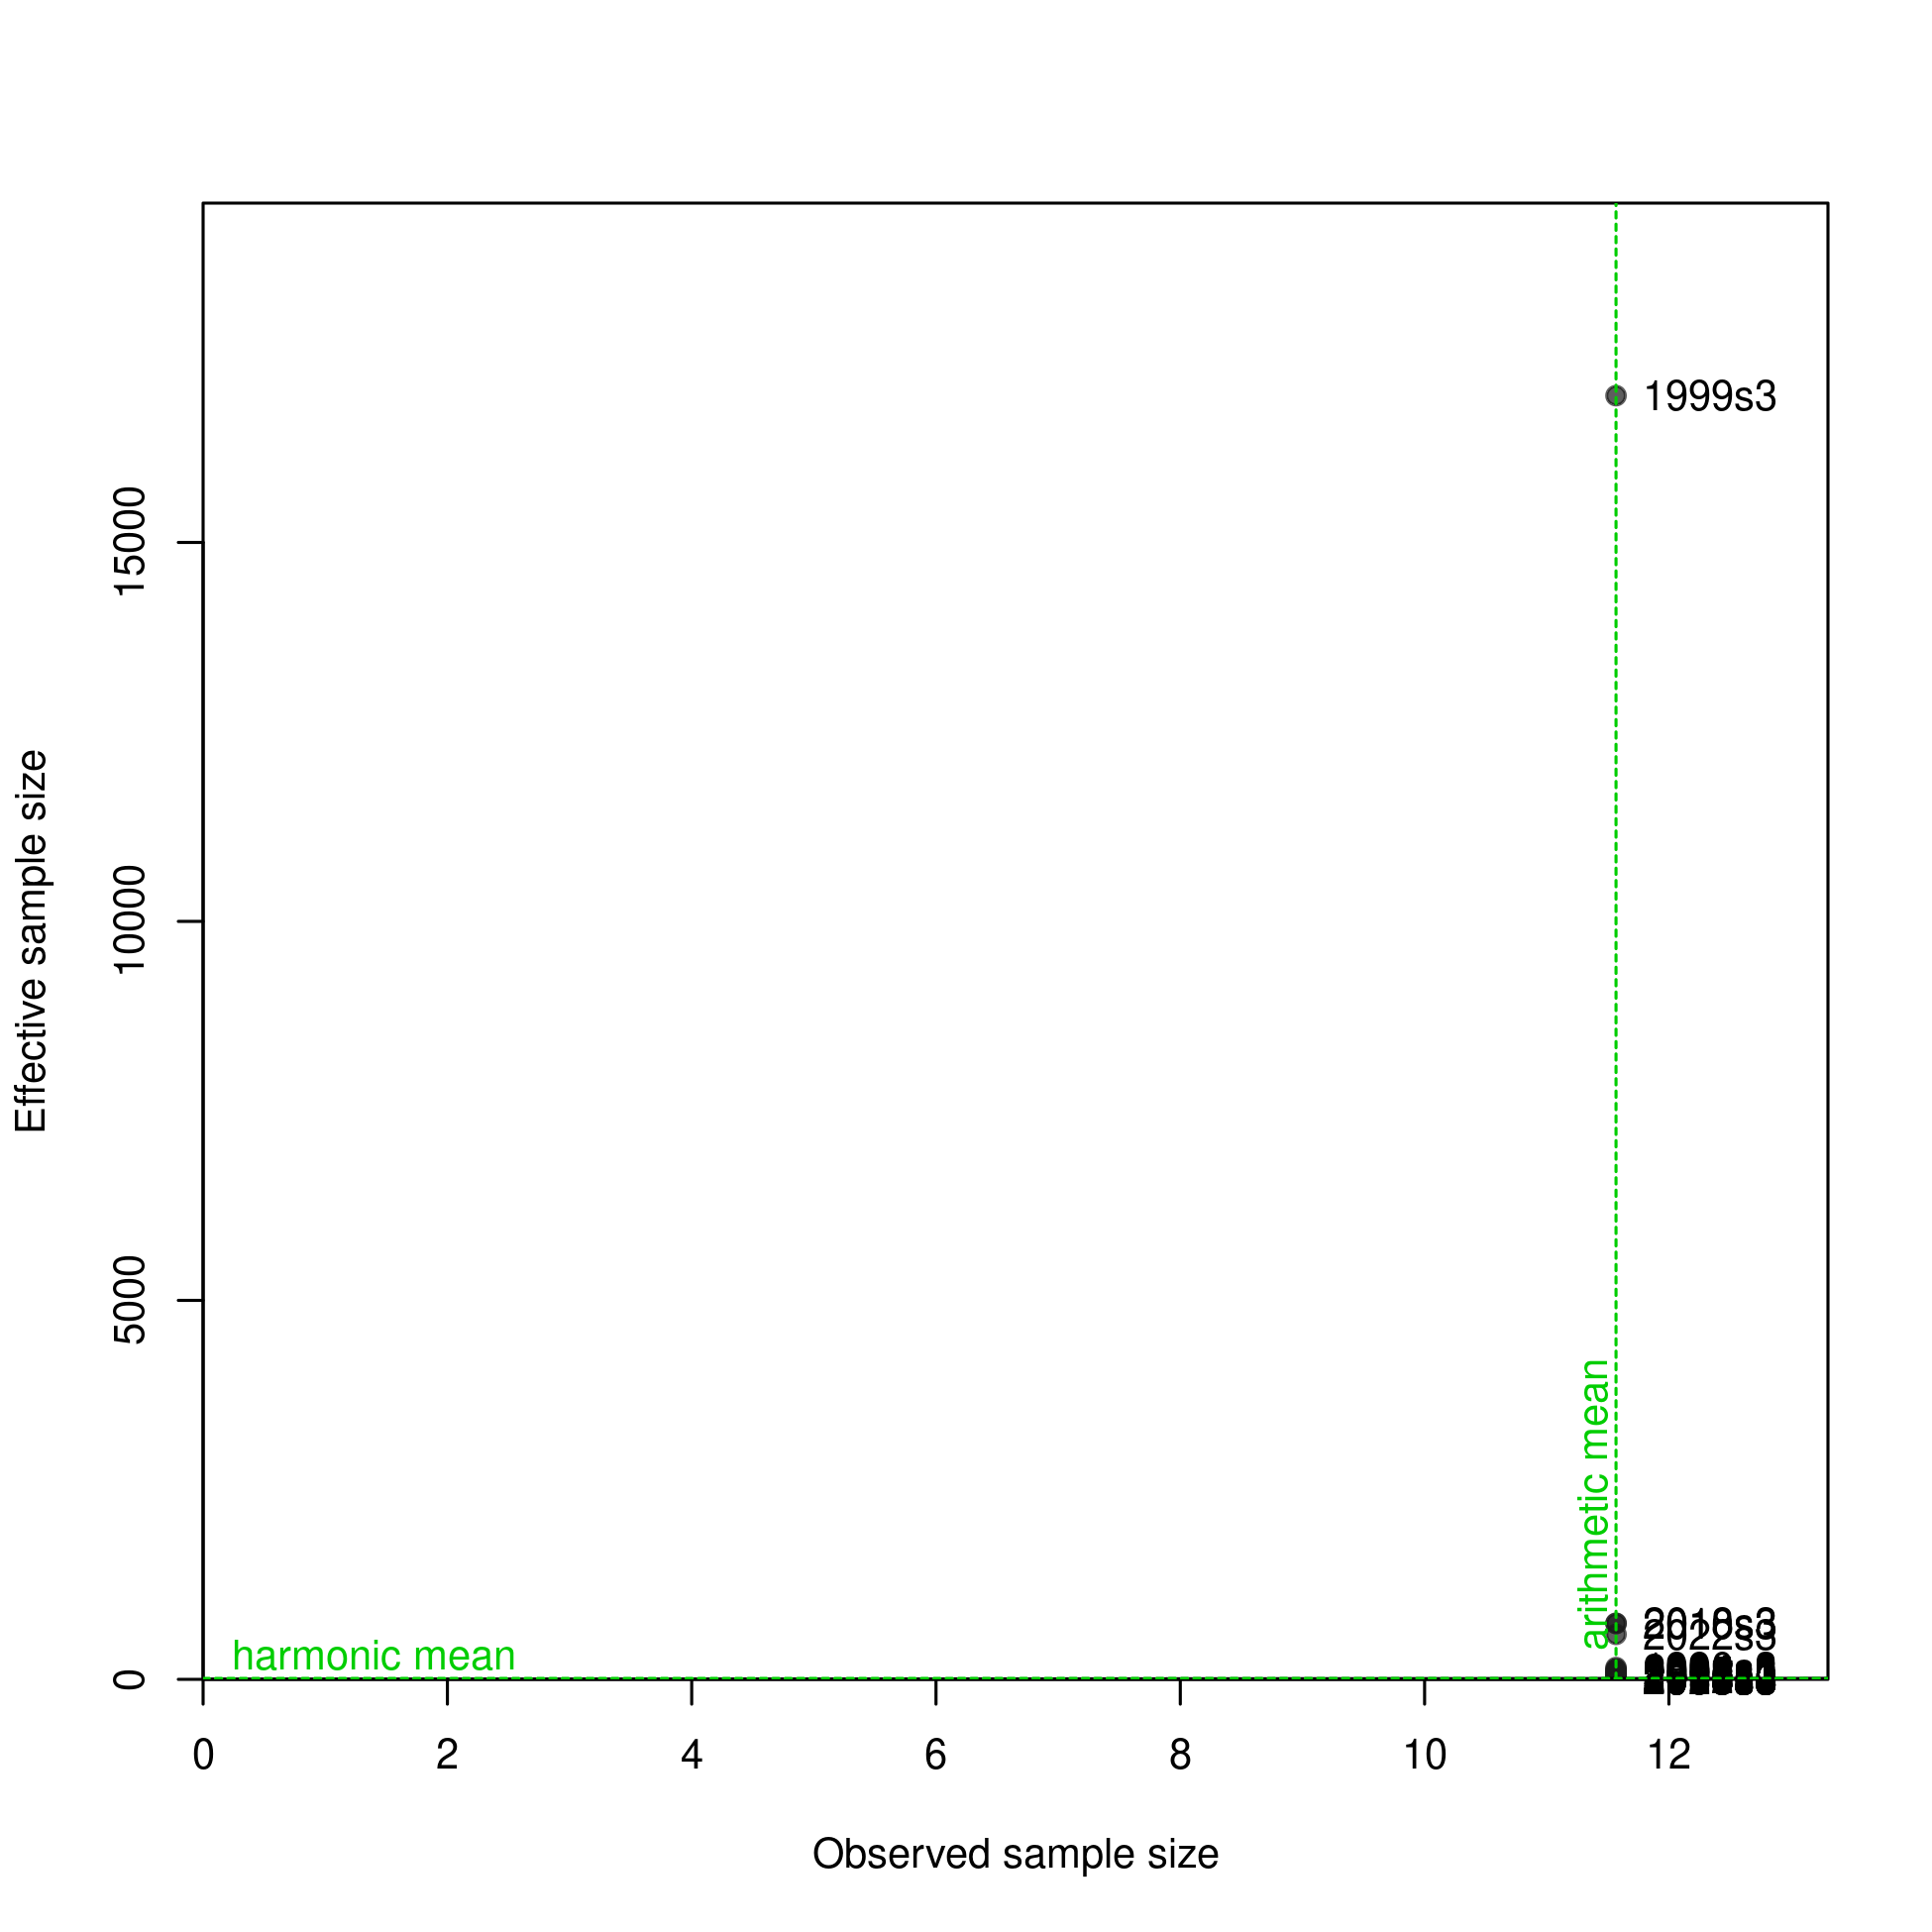 Effective sample size
15000
10000
5000
0
1999s3
arithmetic mean
harmonic mean
2022s3
0 2 4 6 8 10 12
Observed sample size